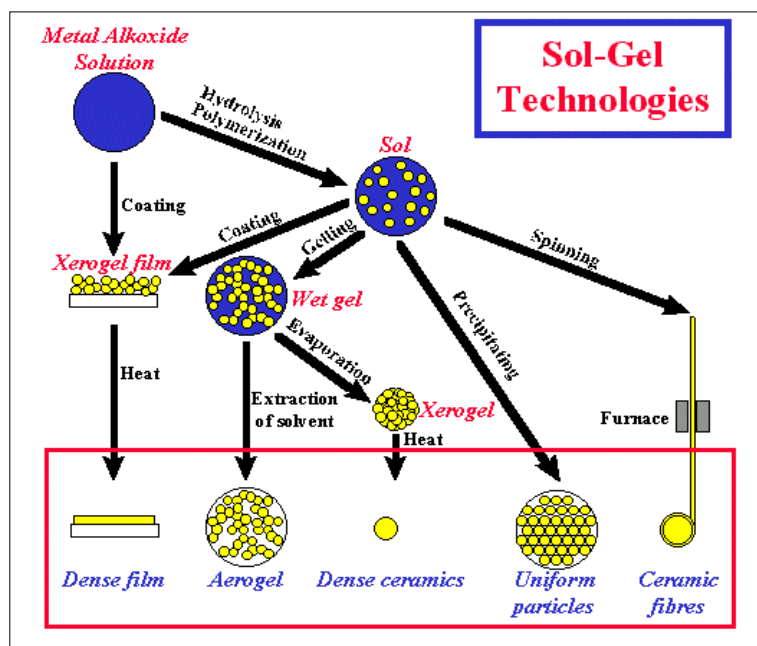 Metal Alkoxide
Solution
Sol-Gel
Technologies
Hydrolysis
Polymerization
Sol
Coating
Coating
Gelling
Spinning
Xerogel film
Wet gel
Precipitating
Evaporation
Heat
Extraction
of solvent
Xerogel
Furnace
Heat
Dense film
Aerogel
Dense ceramics
Uniform
particles
Ceramic
fibres